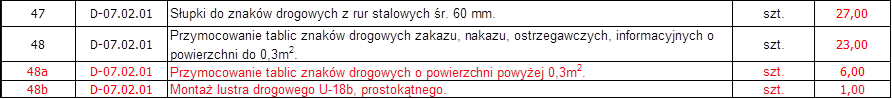 47 D-07.02.01 Słupki do znaków drogowych z rur stalowych śr. 60 mm. szt. 27,00
48 D-07.02.01 Przymocowanie tablic znaków drogowych zakazu, nakazu, ostrzegawczych, informacyjnych o powierzchni do 0,3m². szt. 23,00
48a D-07.02.01 Przymocowanie tablic znaków drogowych o powierzchni powyżej 0,3m². szt. 6,00
48b D-07.02.01 Montaż lustra drogowego U-18b, prostokątnego. szt. 1,00